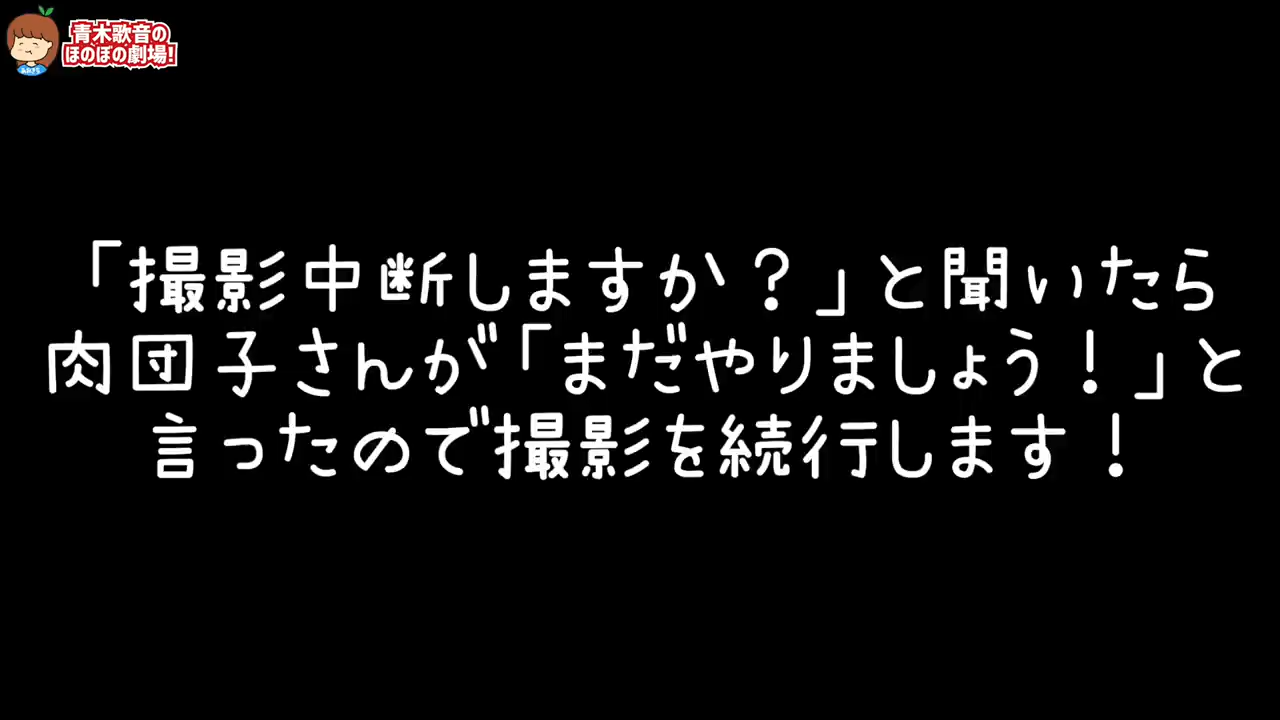 青木歌音の
ほのぼの劇場!
「撮影中断しますか？」と聞いたら
肉団子さんが「まだやりましょう！」と
言ったので撮影を続行します！